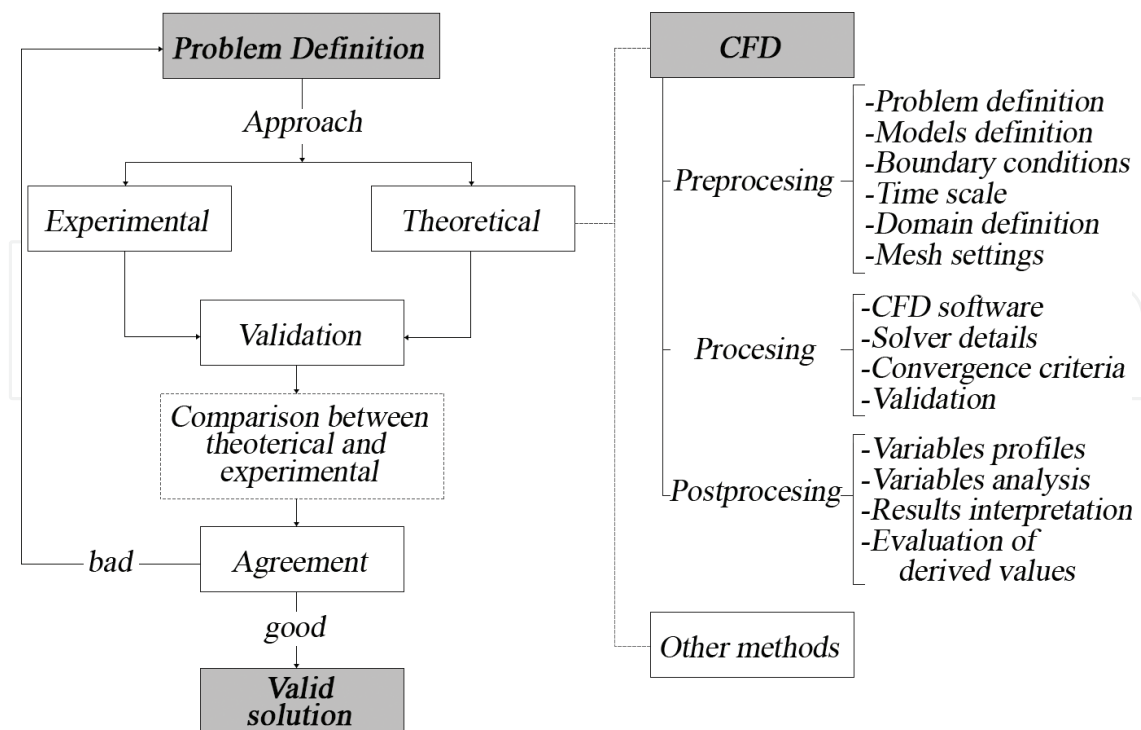 Problem Definition
Approach
Experimental
Theoretical
Validation
Comparison between
theoterical and
experimental
Agreement
bad
good
Valid
solution
CFD
Preprocesing
-Problem definition
-Models definition
-Boundary conditions
-Time scale
-Domain definition
-Mesh settings
Procesing
-CFD software
-Solver details
-Convergence criteria
-Validation
Postprocesing
-Variables profiles
-Variables analysis
-Results interpretation
-Evaluation of
derived values
Other methods